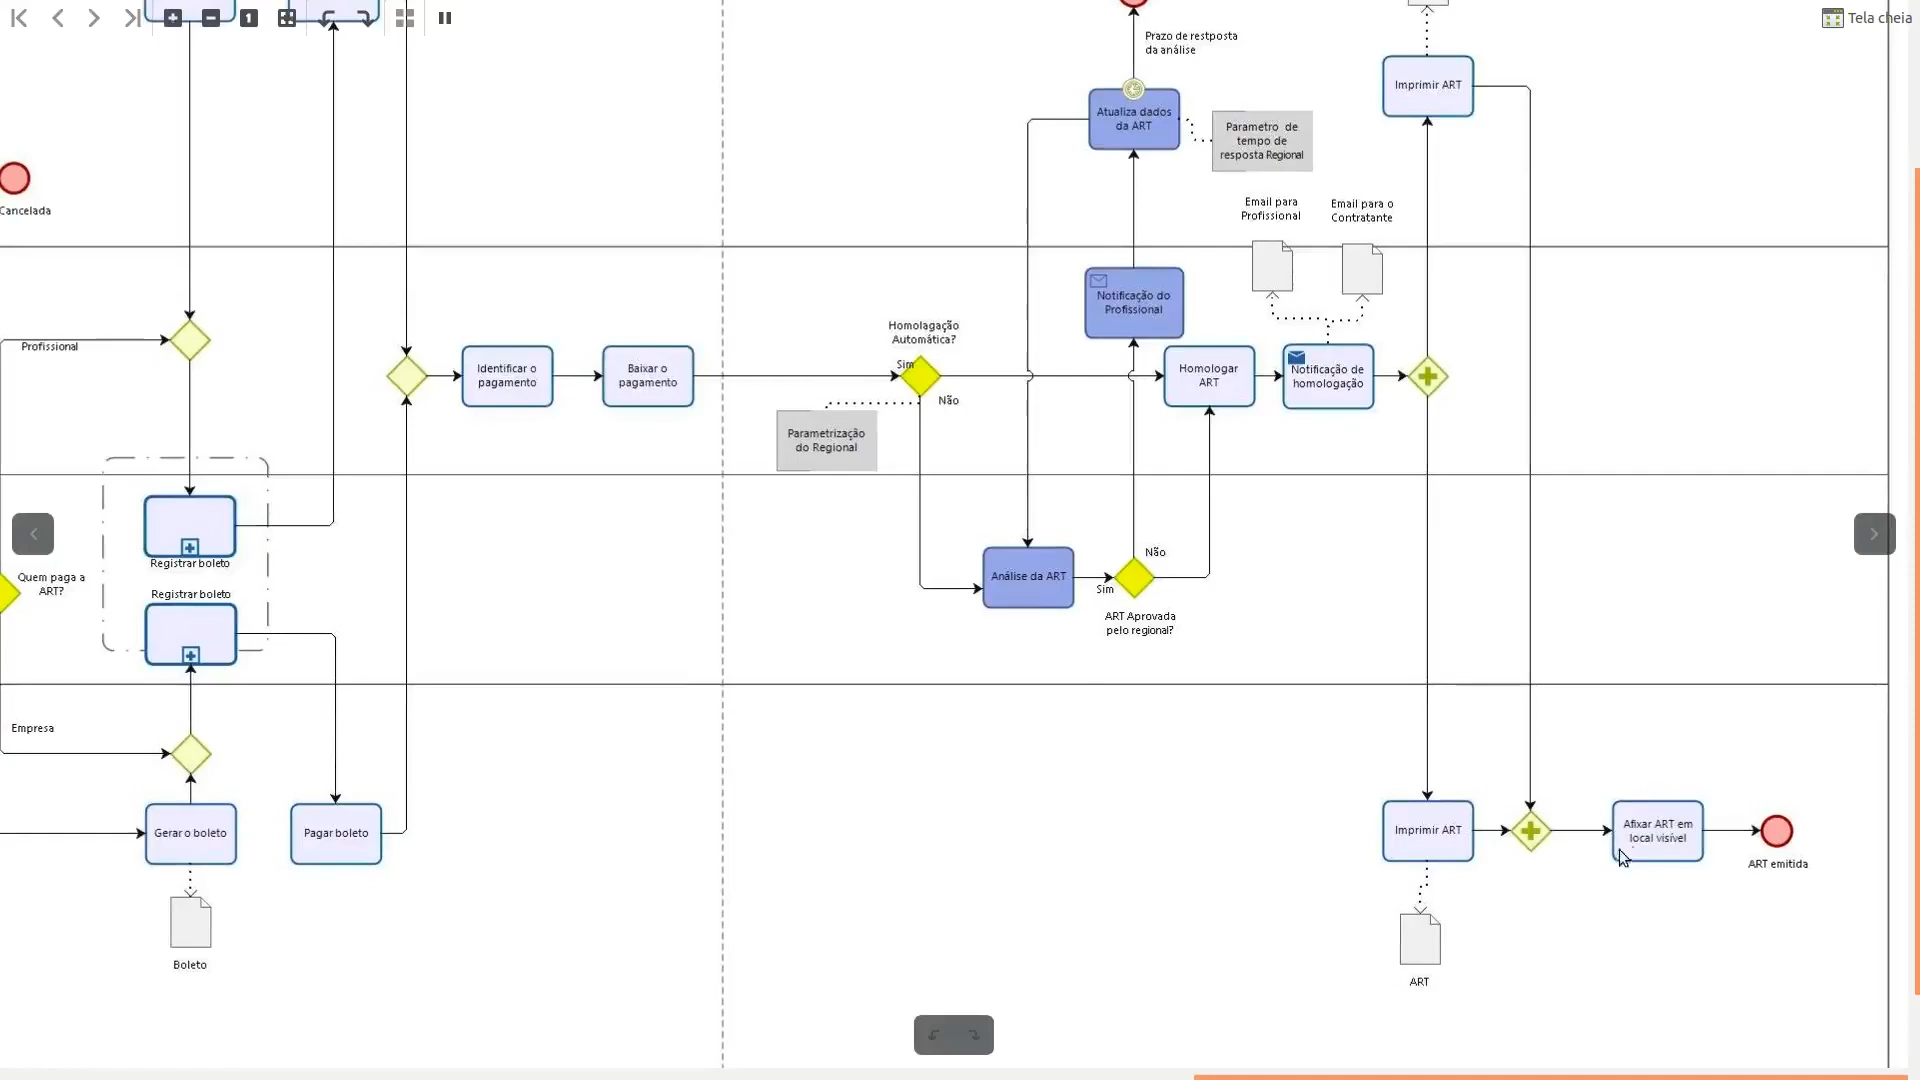 1
Tela cheia
Prazo de restposta
da análise
Imprimir ART
Atualiza dados
da ART
Parametro de
tempo de
resposta Regional
Cancelada
Email para
Profissional
Email para o
Contratante
Notificação do
Profissional
Profissional
Homolagação
Automática?
Sim
Não
Identificar o
pagamento
Baixar o
pagamento
Homologar
ART
Notificação de
homologação
Parametrização
do Regional
Registrar boleto
Quem paga a
ART?
Registrar boleto
Análise da ART
Não
Sim
ART Aprovada
pelo regional?
Empresa
Gerar o boleto
Pagar boleto
Imprimir ART
Afixar ART em
local visível
ART emitida
Boleto
ART